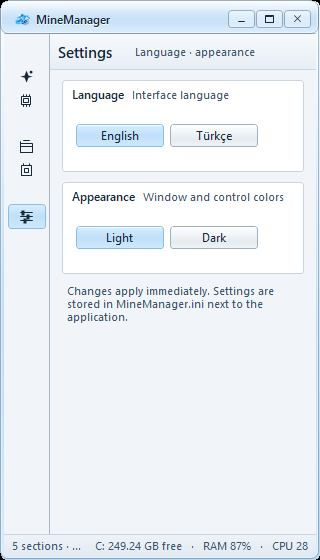 MineManager
Settings Language · appearance
Language Interface language
English Türkçe
Appearance Window and control colors
Light Dark
Changes apply immediately. Settings are
stored in MineManager.ini next to the
application.
5 sections · ... C: 249.24 GB free · RAM 87% · CPU 28